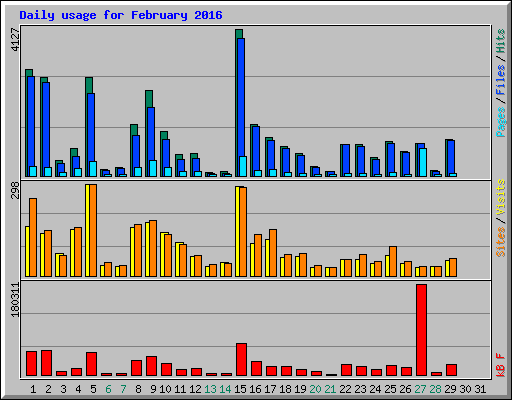 Daily usage for February 2016
4127
Pages / Files / Hits
298
Sites / Visits
180311
kB F
1 2 3 4 5 6 7 8 9 10 11 12 13 14 15 16 17 18 19 20 21 22 23 24 25 26 27 28 29 30 31